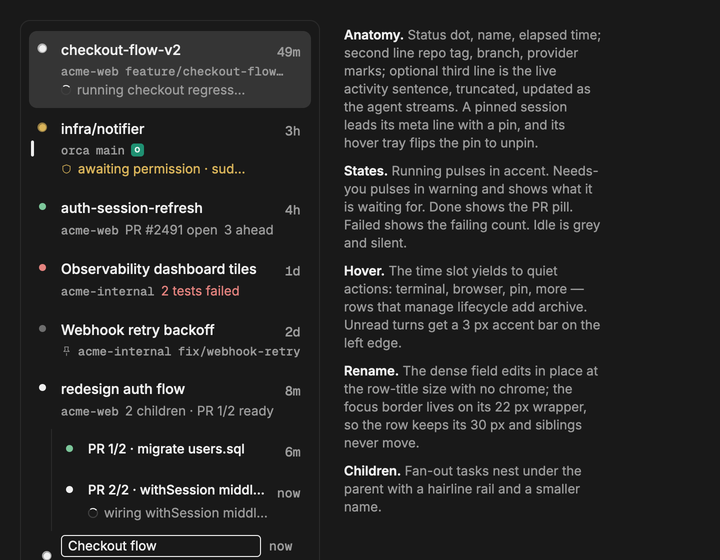 checkout-flow-v2 49m
acme-web feature/checkout-flow…
running checkout regress…
infra/notifier 3h
orca main O
awaiting permission · sud…
auth-session-refresh 4h
acme-web PR #2491 open 3 ahead
Observability dashboard tiles 1d
acme-internal 2 tests failed
Webhook retry backoff 2d
acme-internal fix/webhook-retry
redesign auth flow 8m
acme-web 2 children · PR 1/2 ready
PR 1/2 · migrate users.sql 6m
PR 2/2 · withSession middl… now
wiring withSession middl…
Checkout flow now
Anatomy. Status dot, name, elapsed time;
second line repo tag, branch, provider
marks; optional third line is the live
activity sentence, truncated, updated as
the agent streams. A pinned session
leads its meta line with a pin, and its
hover tray flips the pin to unpin.
States. Running pulses in accent. Needs-
you pulses in warning and shows what it
is waiting for. Done shows the PR pill.
Failed shows the failing count. Idle is grey
and silent.
Hover. The time slot yields to quiet
actions: terminal, browser, pin, more —
rows that manage lifecycle add archive.
Unread turns get a 3 px accent bar on the
left edge.
Rename. The dense field edits in place at
the row-title size with no chrome; the
focus border lives on its 22 px wrapper,
so the row keeps its 30 px and siblings
never move.
Children. Fan-out tasks nest under the
parent with a hairline rail and a smaller
name.